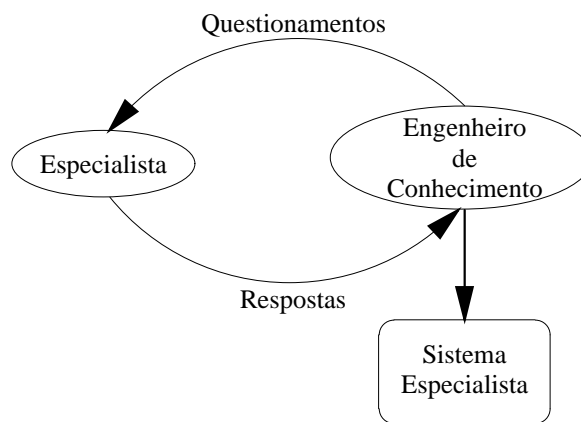 Questionamentos
Especialista
Engenheiro
de
Conhecimento
Respostas
Sistema
Especialista